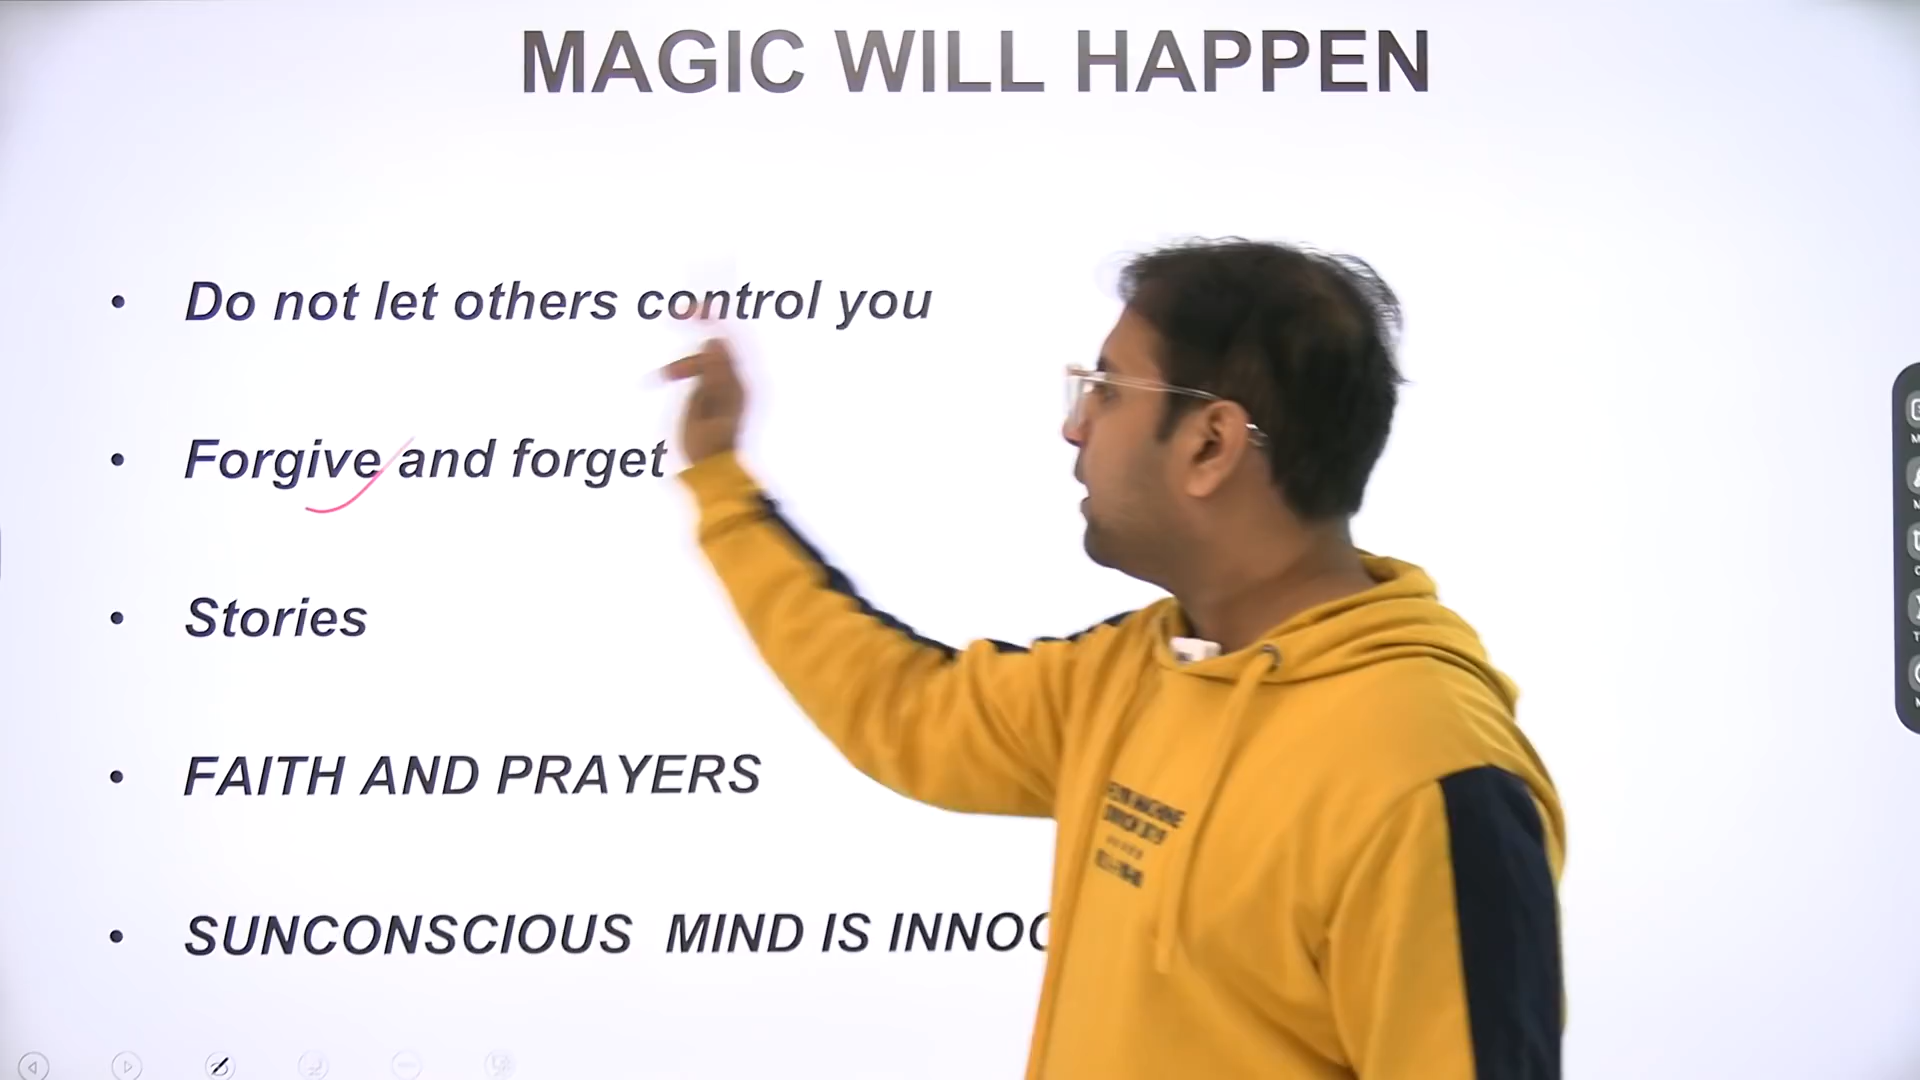 MAGIC WILL HAPPEN
• Do not let others control you
• Forgive and forget
• Stories
• FAITH AND PRAYERS
• SUNCONSCIOUS MIND IS